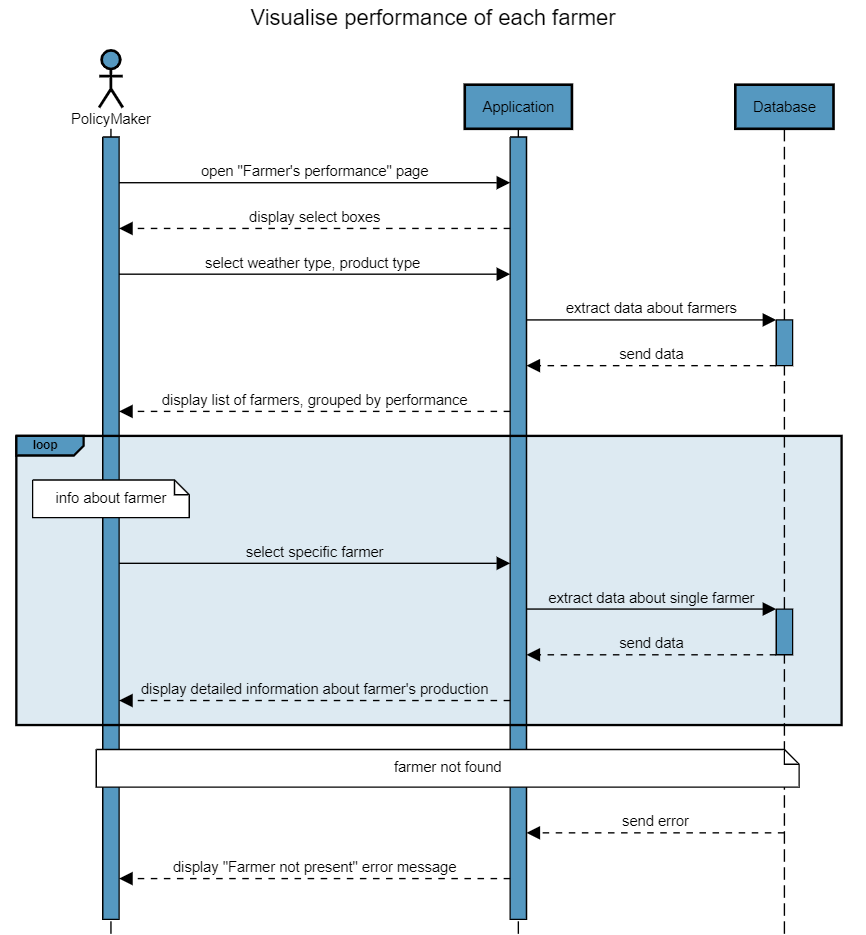 Visualise performance of each farmer
PolicyMaker
Application
Database
open "Farmer's performance" page
display select boxes
select weather type, product type
extract data about farmers
send data
display list of farmers, grouped by performance
loop
info about farmer
select specific farmer
extract data about single farmer
send data
display detailed information about farmer's production
farmer not found
send error
display "Farmer not present" error message